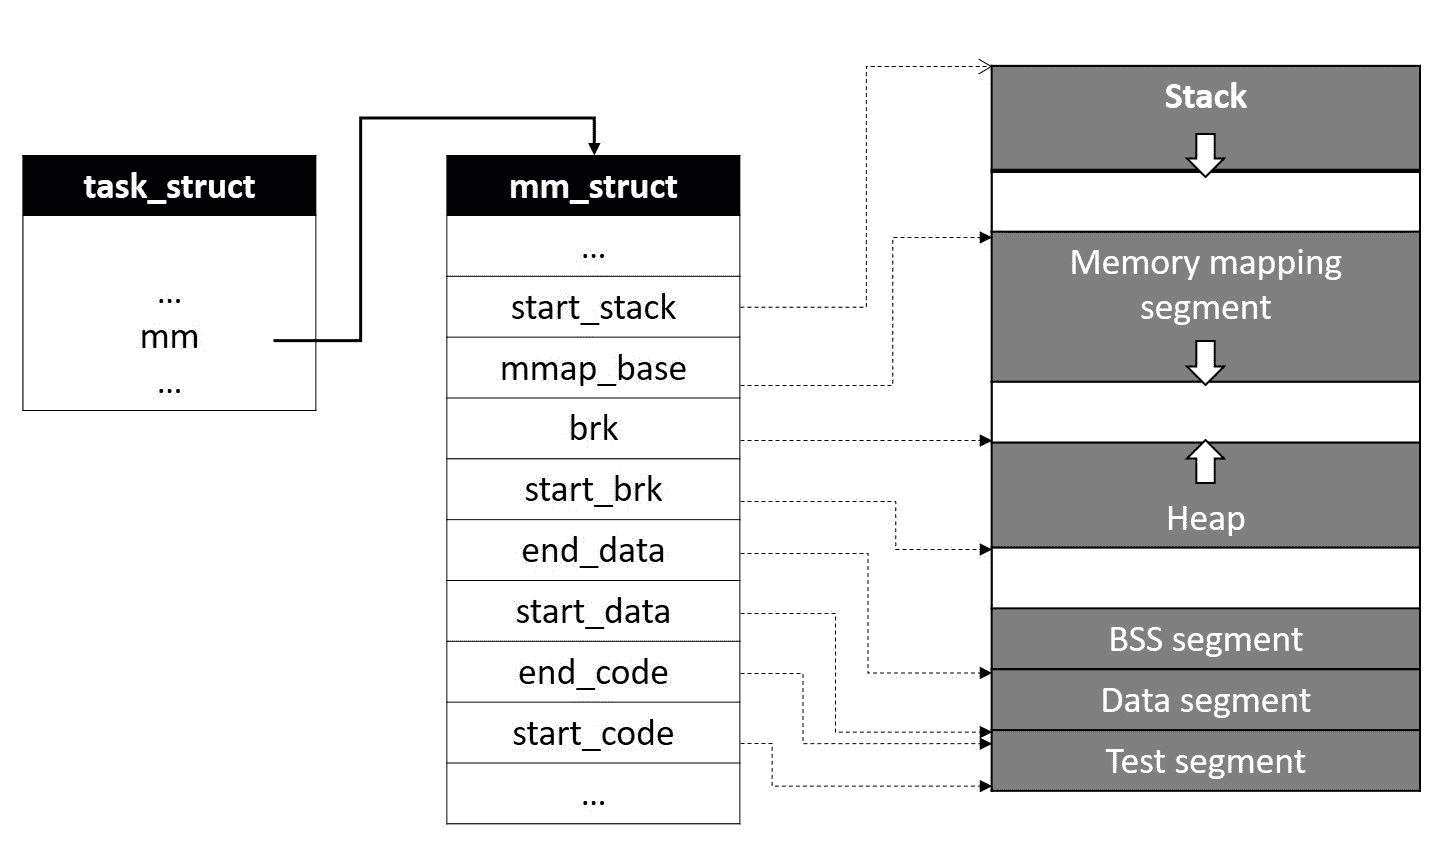 task_struct
...
mm
...
mm_struct
...
start_stack
mmap_base
brk
start_brk
end_data
start_data
end_code
start_code
...
Stack
Memory mapping
segment
Heap
BSS segment
Data segment
Test segment